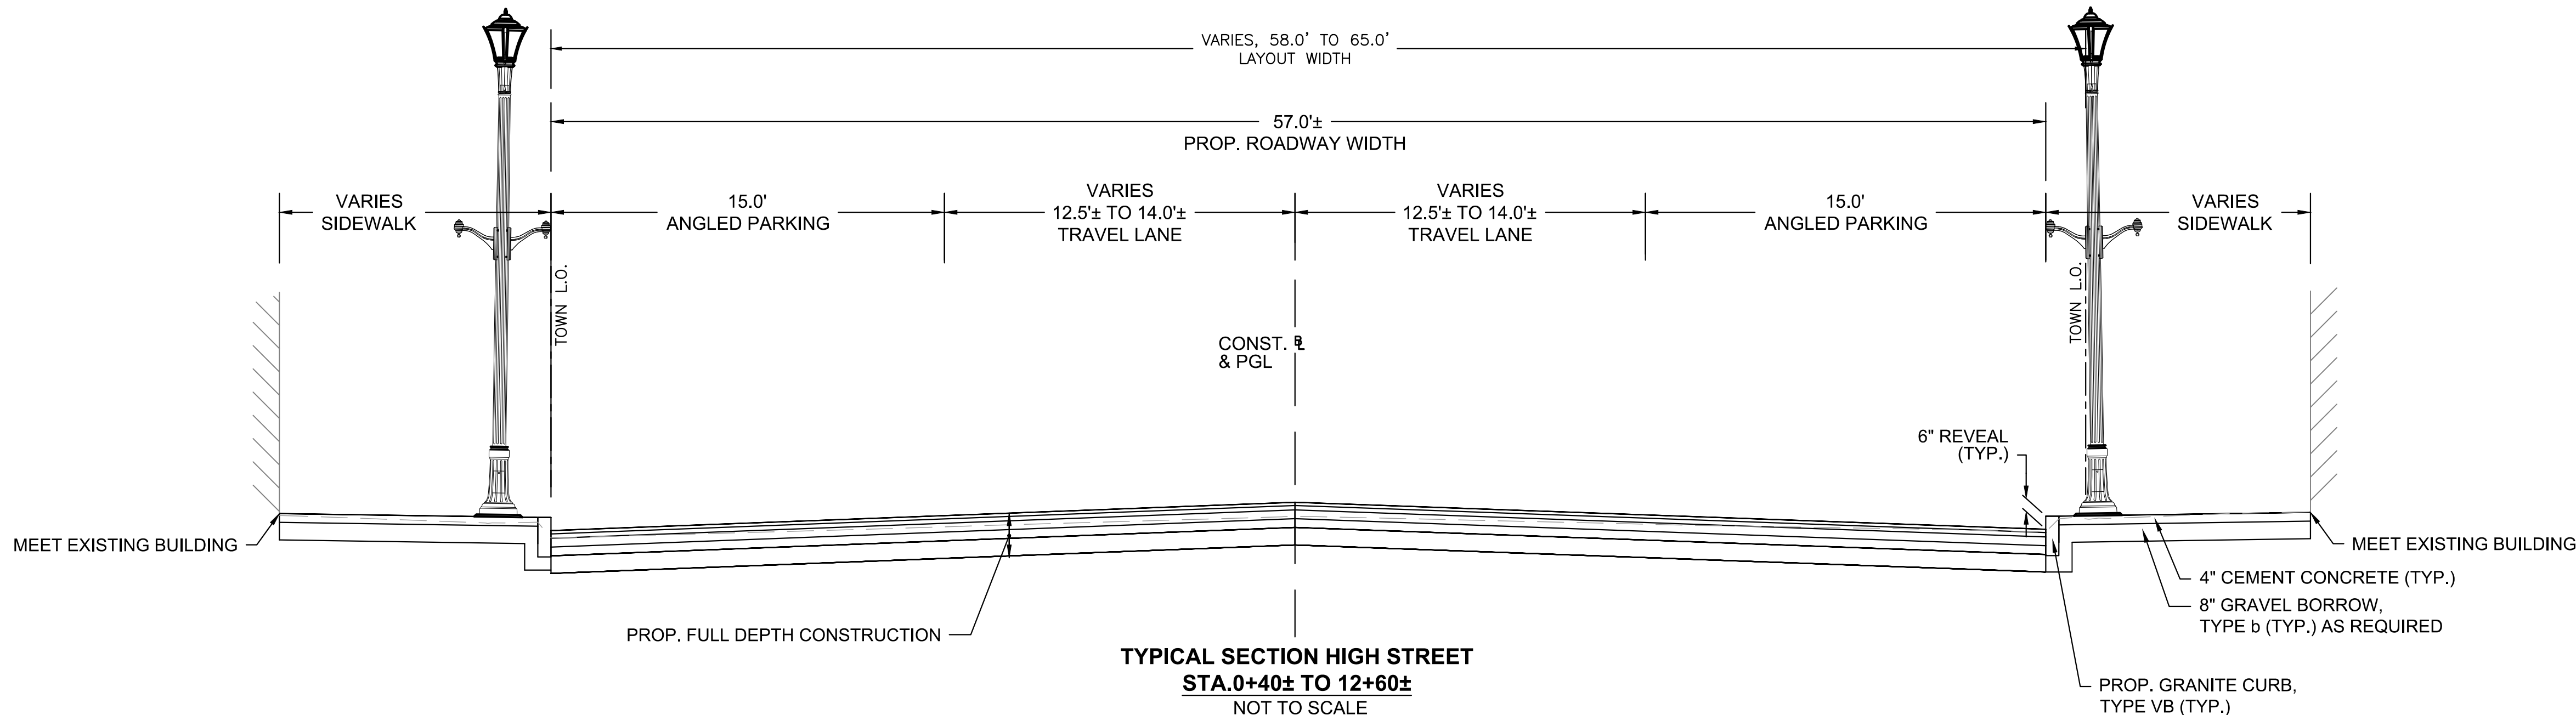 VARIES, 58.0' TO 65.0'
LAYOUT WIDTH
57.0'±
PROP. ROADWAY WIDTH
VARIES
SIDEWALK
15.0'
ANGLED PARKING
VARIES
12.5'± TO 14.0'±
TRAVEL LANE
VARIES
12.5'± TO 14.0'±
TRAVEL LANE
15.0'
ANGLED PARKING
VARIES
SIDEWALK
TOWN L.O.
TOWN L.O.
CONST. BL
& PGL
6" REVEAL
(TYP.)
MEET EXISTING BUILDING
MEET EXISTING BUILDING
4" CEMENT CONCRETE (TYP.)
8" GRAVEL BORROW,
TYPE b (TYP.) AS REQUIRED
PROP. FULL DEPTH CONSTRUCTION
PROP. GRANITE CURB,
TYPE VB (TYP.)
TYPICAL SECTION HIGH STREET
STA.0+40± TO 12+60±
NOT TO SCALE